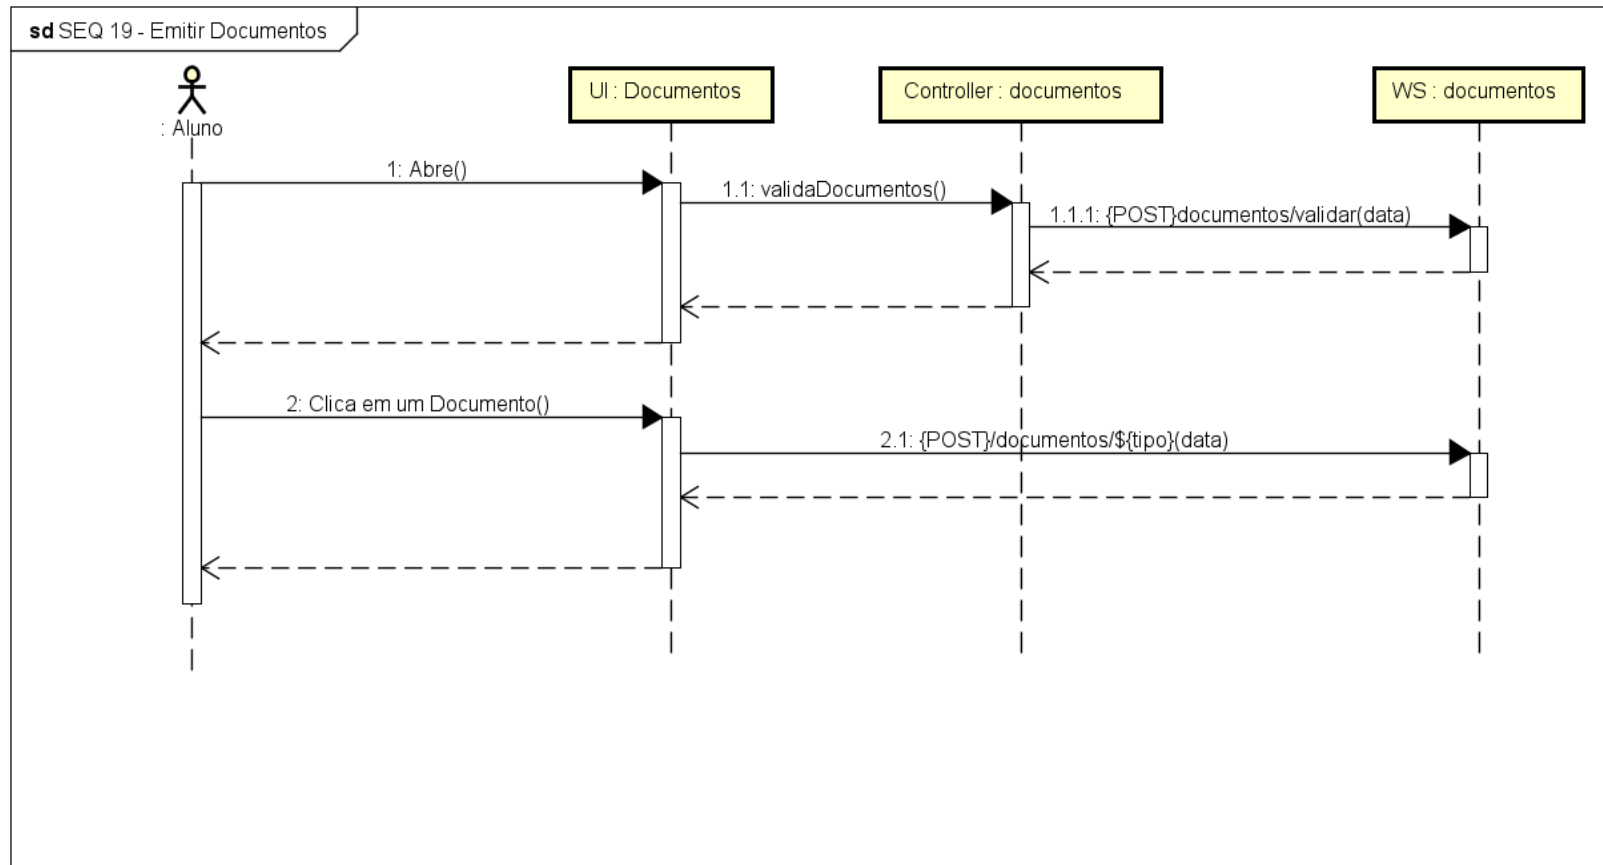 sd SEQ 19 - Emitir Documentos
: Aluno
UI : Documentos
Controller : documentos
WS : documentos
1: Abre()
1.1: validaDocumentos()
1.1.1: {POST}documentos/validar(data)
2: Clica em um Documento()
2.1: {POST}/documentos/${tipo}(data)